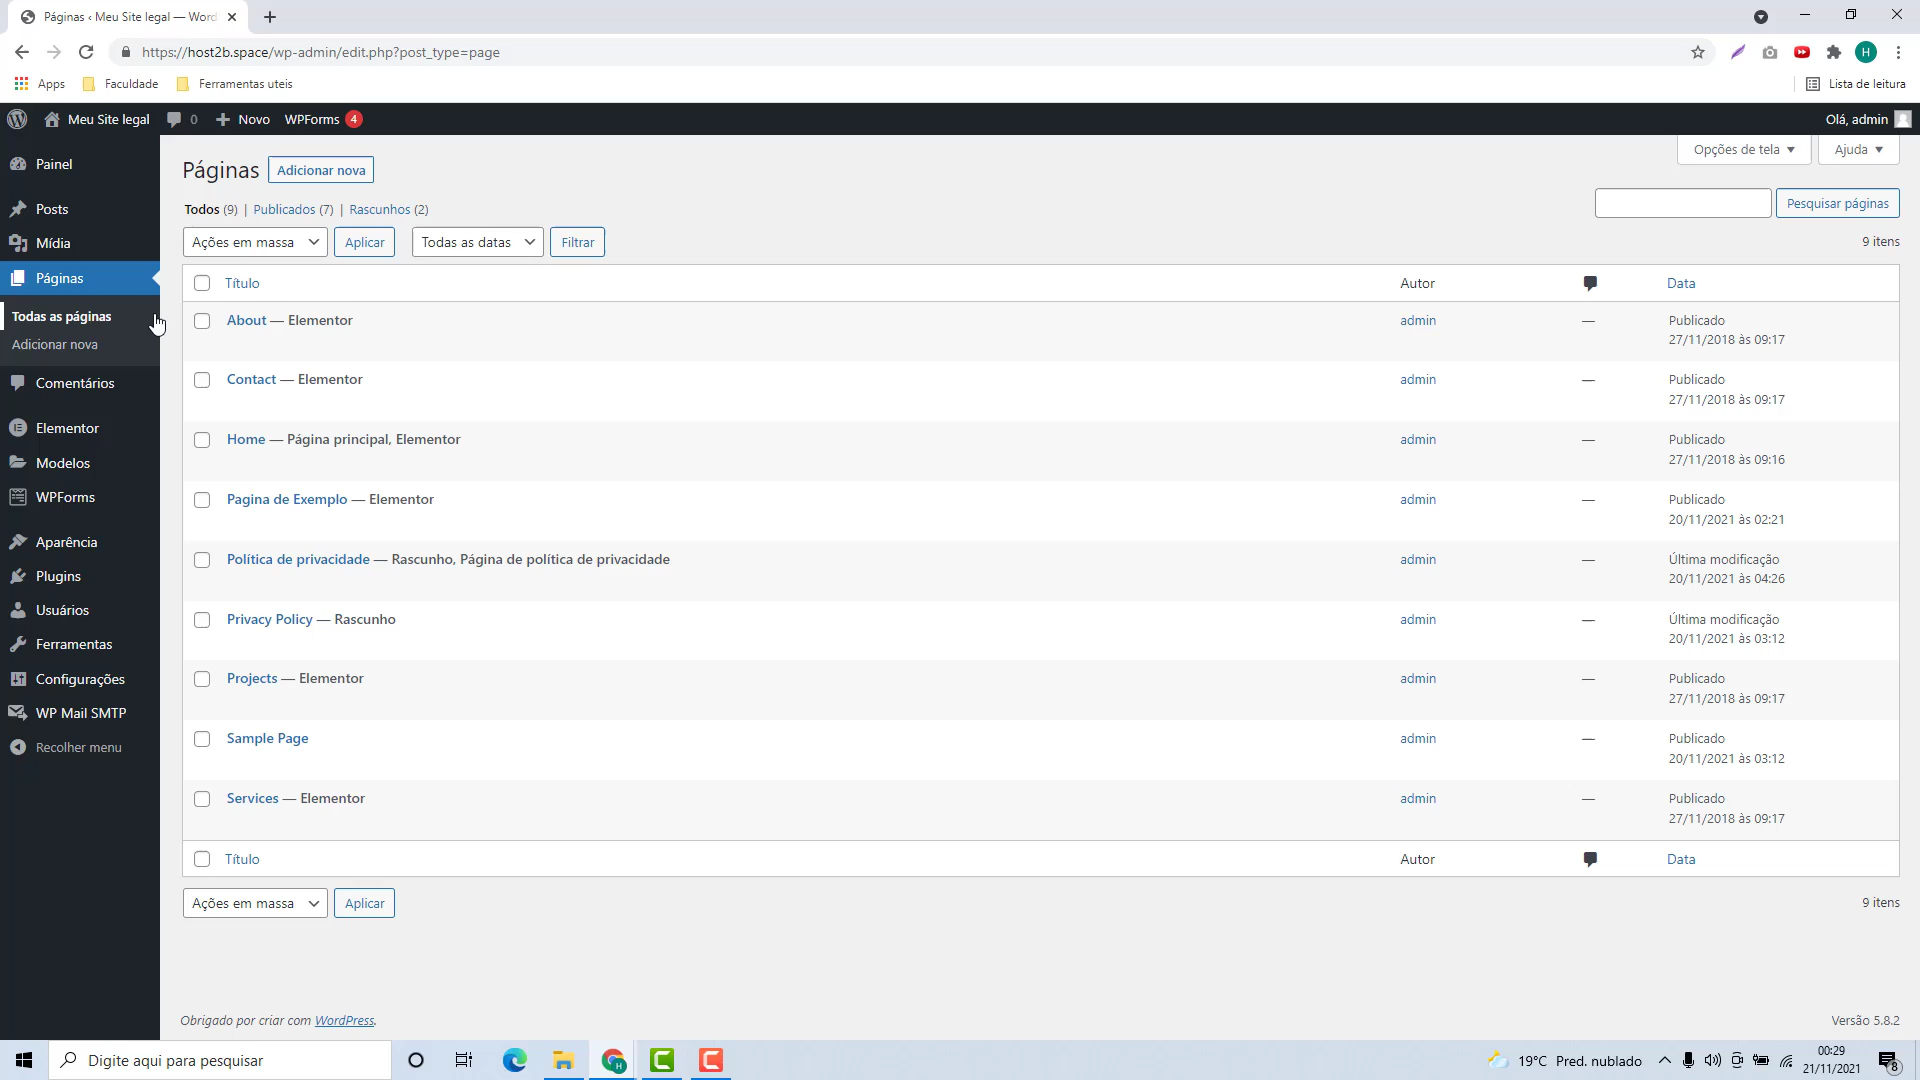 Páginas ‹ Meu Site legal — Word
https://host2b.space/wp-admin/edit.php?post_type=page
H
Apps
Faculdade
Ferramentas uteis
Lista de leitura
Meu Site legal
0
Novo
WPForms 4
Olá, admin
Painel
Posts
Mídia
Páginas
Todas as páginas
Adicionar nova
Comentários
Elementor
Modelos
WPForms
Aparência
Plugins
Usuários
Ferramentas
Configurações
WP Mail SMTP
Recolher menu
Opções de tela
Ajuda
Páginas
Adicionar nova
Todos (9) | Publicados (7) | Rascunhos (2)
Pesquisar páginas
Ações em massa
Aplicar
Todas as datas
Filtrar
9 itens
Título Autor Data
About — Elementor admin — Publicado
27/11/2018 às 09:17
Contact — Elementor admin — Publicado
27/11/2018 às 09:17
Home — Página principal, Elementor admin — Publicado
27/11/2018 às 09:16
Pagina de Exemplo — Elementor admin — Publicado
20/11/2021 às 02:21
Política de privacidade — Rascunho, Página de política de privacidade admin — Última modificação
20/11/2021 às 04:26
Privacy Policy — Rascunho admin — Última modificação
20/11/2021 às 03:12
Projects — Elementor admin — Publicado
27/11/2018 às 09:17
Sample Page admin — Publicado
20/11/2021 às 03:12
Services — Elementor admin — Publicado
27/11/2018 às 09:17
Título Autor Data
Ações em massa
Aplicar
9 itens
Obrigado por criar com WordPress.
Versão 5.8.2
Digite aqui para pesquisar
19°C Pred. nublado
00:29
21/11/2021
8